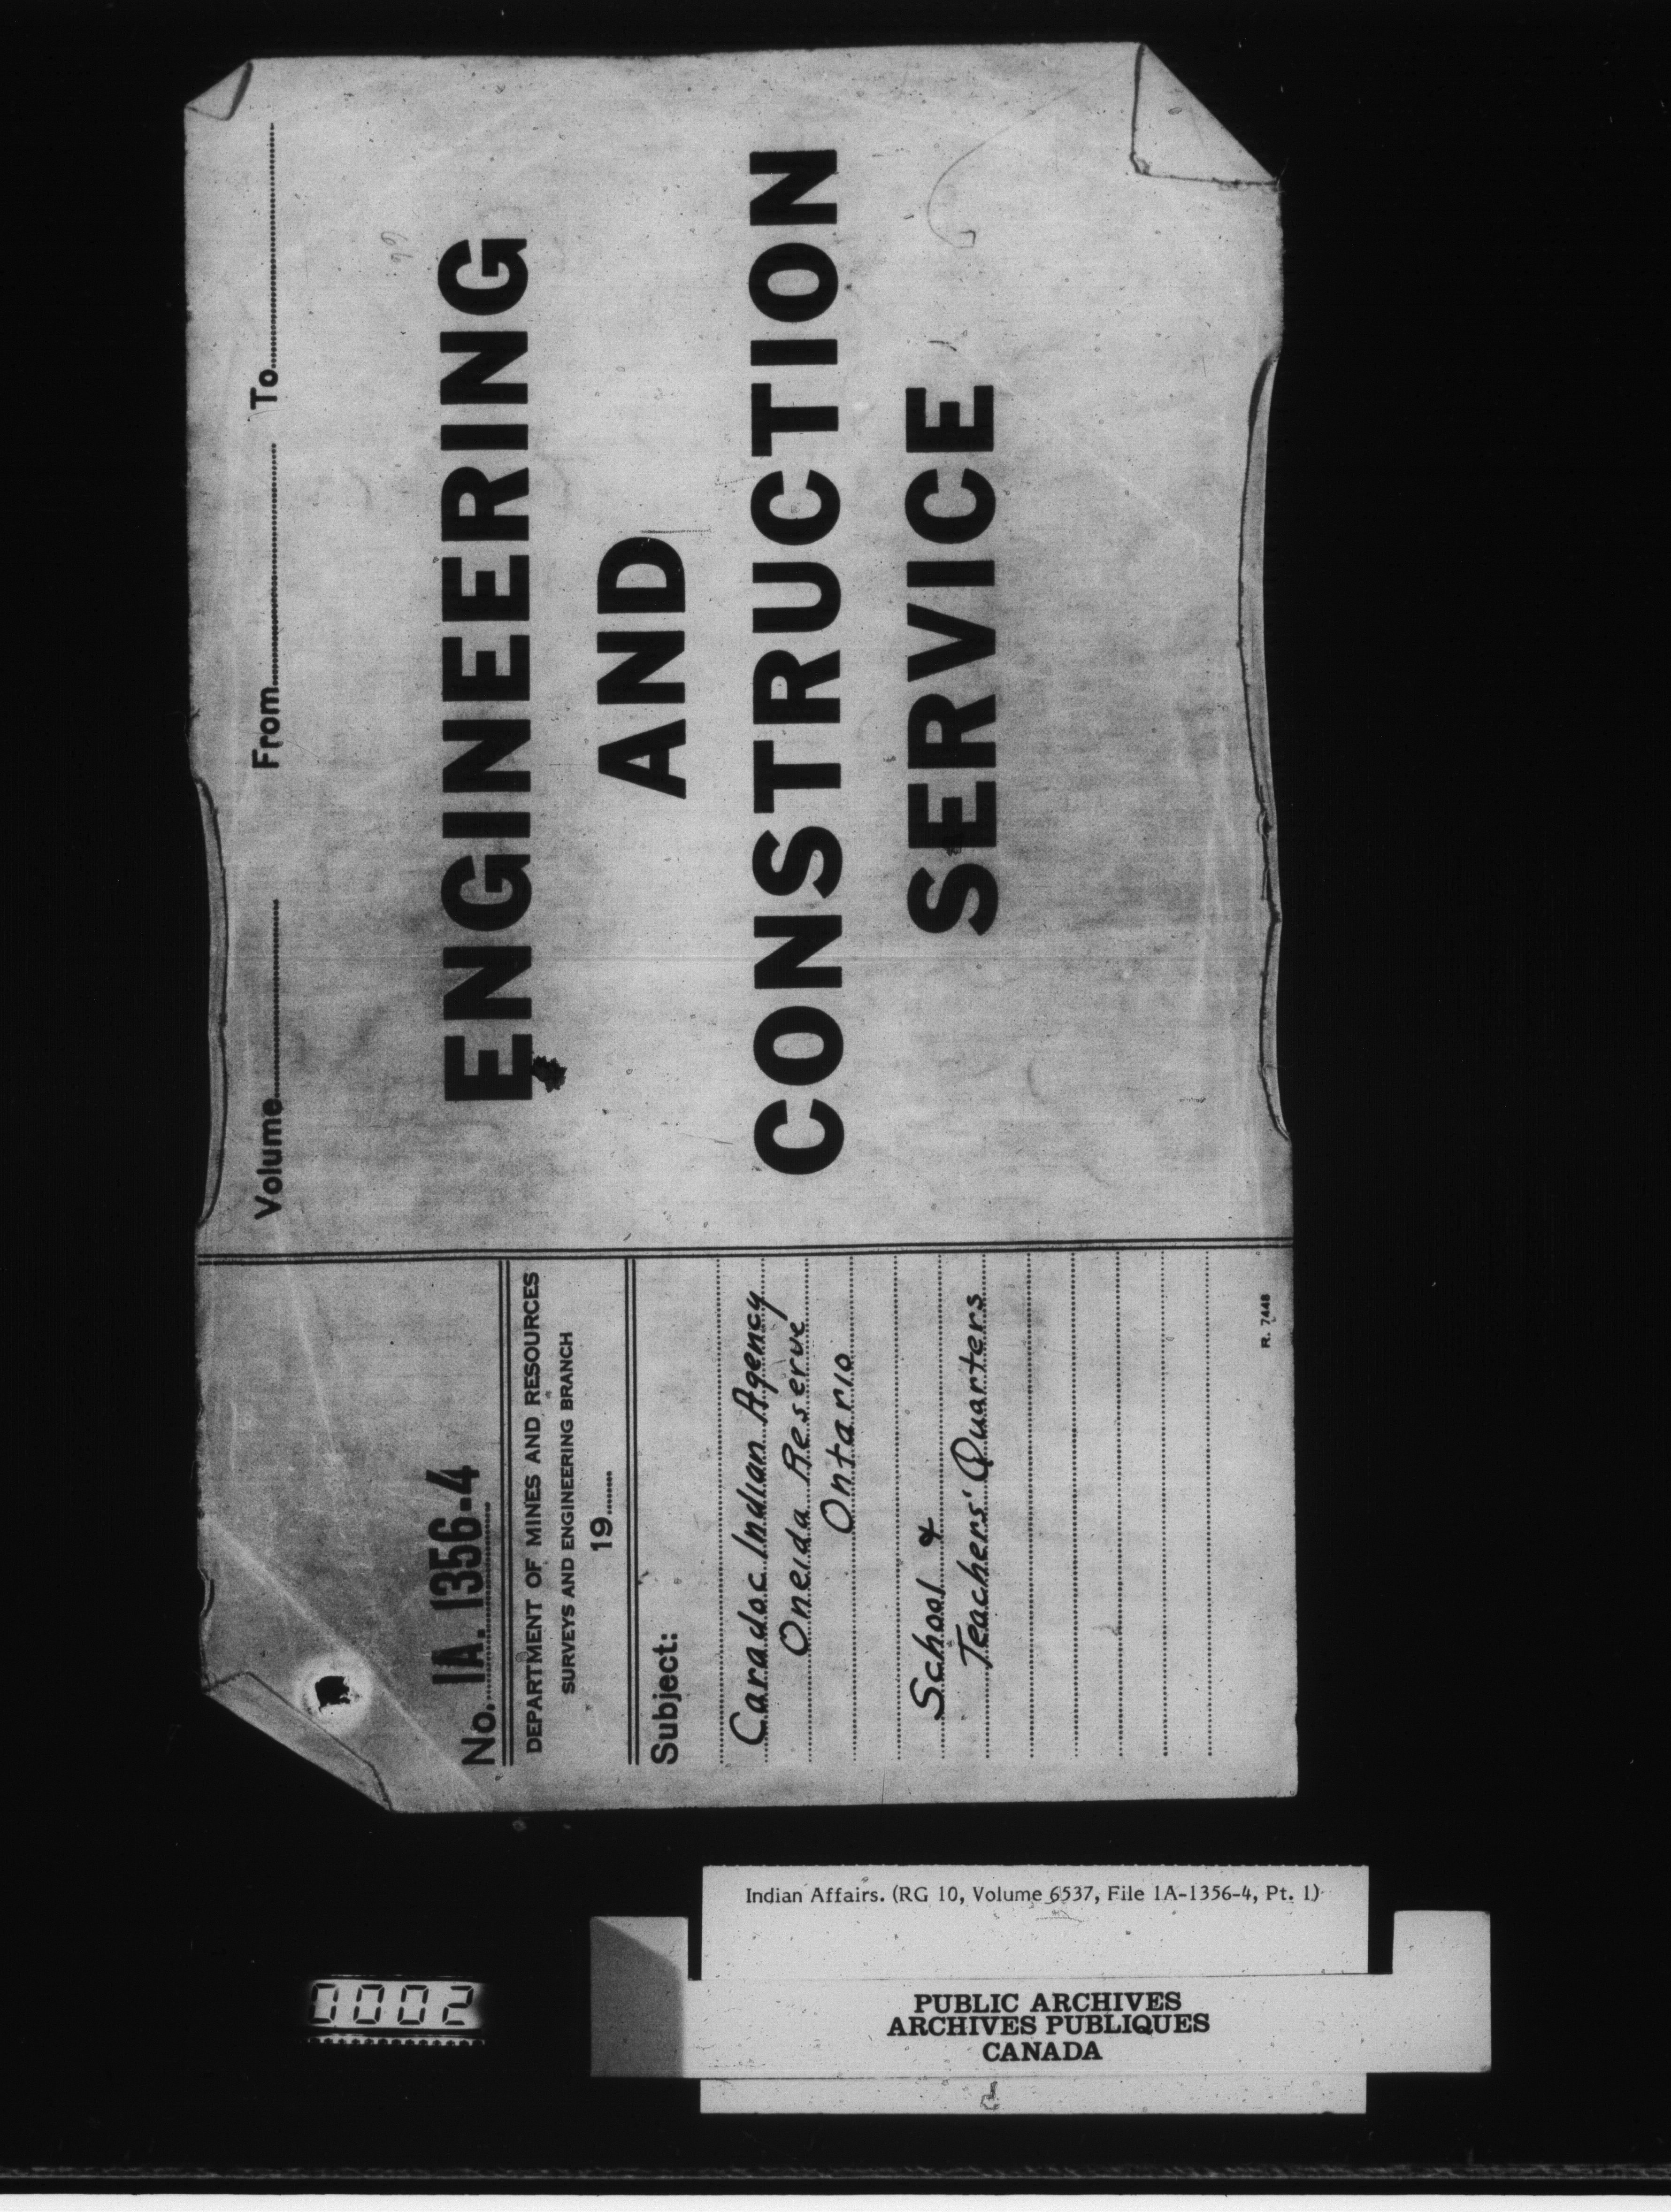 No. IA. 1356-4
DEPARTMENT OF MINES AND RESOURCES
SURVEYS AND ENGINEERING BRANCH
19........
Subject:
Caradoc Indian Agency
Oneida Reserve
Ontario
School &
Teachers' Quarters
R. 7448
Volume........ From........ To........
ENGINEERING
AND
CONSTRUCTION
SERVICE
Indian Affairs. (RG 10, Volume 6537, File 1A-1356-4, Pt. 1)
PUBLIC ARCHIVES
ARCHIVES PUBLIQUES
CANADA
0002